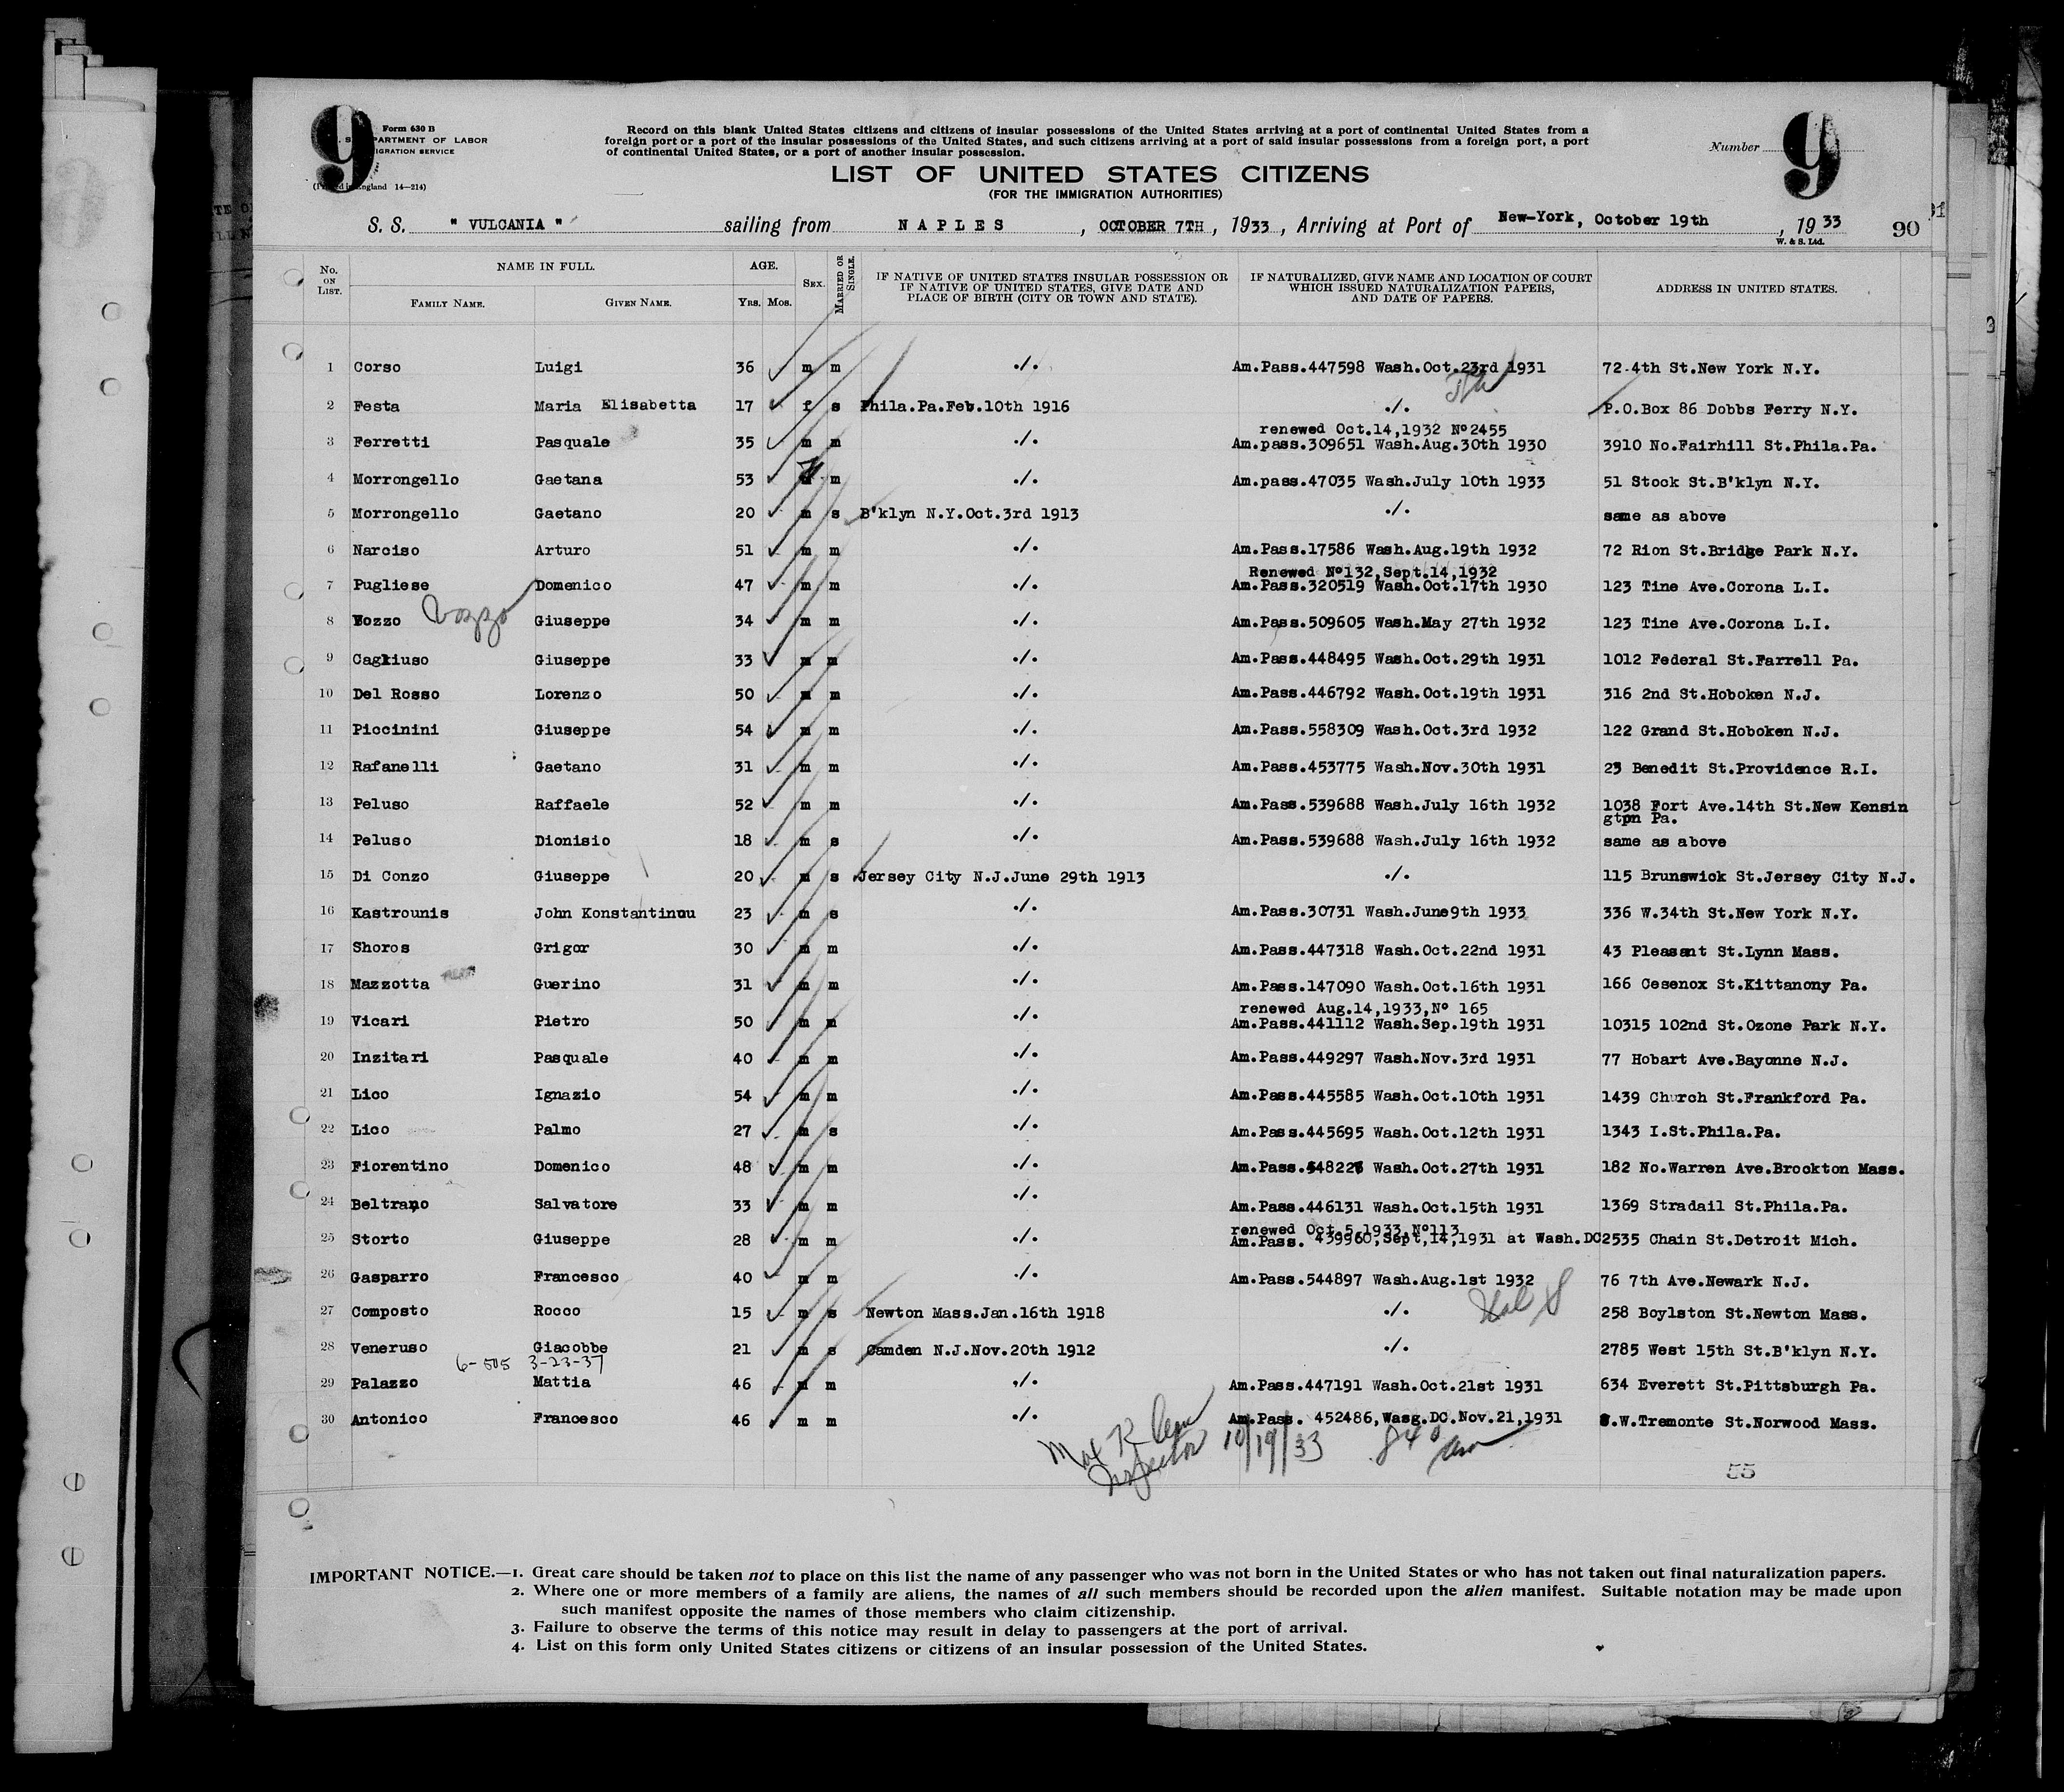 9
Form 630 B
PARTMENT OF LABOR
IGRATION SERVICE
England 14—214)
Record on this blank United States citizens and citizens of insular possessions of the United States arriving at a port of continental United States from a
foreign port or a port of the insular possessions of the United States, and such citizens arriving at a port of said insular possessions from a foreign port, a port
of continental United States, or a port of another insular possession.
Number 9
LIST OF UNITED STATES CITIZENS
(FOR THE IMMIGRATION AUTHORITIES)
S. S. " VULCANIA " sailing from NAPLES , OCTOBER 7TH , 1933 , Arriving at Port of New-York, October 19th , 1933 90
W. & S. Ltd.
No. ON LIST. NAME IN FULL. FAMILY NAME. GIVEN NAME. AGE. Yrs. Mos. SEX. MARRIED OR SINGLE. IF NATIVE OF UNITED STATES INSULAR POSSESSION OR IF NATIVE OF UNITED STATES, GIVE DATE AND PLACE OF BIRTH (CITY OR TOWN AND STATE). IF NATURALIZED, GIVE NAME AND LOCATION OF COURT WHICH ISSUED NATURALIZATION PAPERS, AND DATE OF PAPERS. ADDRESS IN UNITED STATES.
1 Corso Luigi 36 m m ./. Am.Pass.447598 Wash.Oct.23rd 1931 72-4th St.New York N.Y.
2 Festa Maria Elisabetta 17 f s Phila.Pa.Feb.10th 1916 ./. P.O.Box 86 Dobbs Ferry N.Y.
renewed Oct.14,1932 Nº2455
3 Ferretti Pasquale 35 m m ./. Am.pass.309651 Wash.Aug.30th 1930 3910 No.Fairhill St.Phila.Pa.
4 Morrongello Gaetana 53 m ./. Am.pass.47035 Wash.July 10th 1933 51 Stock St.B'klyn N.Y.
5 Morrongello Gaetano 20 m s B'klyn N.Y.Oct.3rd 1913 ./. same as above
6 Narciso Arturo 51 m m ./. Am.Pass.17586 Wash.Aug.19th 1932 72 Rion St.Bridge Park N.Y.
Renewed Nº132,Sept.14,1932
7 Pugliese Domenico 47 m m ./. Am.Pass.320519 Wash.Oct.17th 1930 123 Tine Ave.Corona L.I.
8 Vozzo Vozzo Giuseppe 34 m m ./. Am.Pass.509605 Wash.May 27th 1932 123 Tine Ave.Corona L.I.
9 Cagliuso Giuseppe 33 m m ./. Am.Pass.448495 Wash.Oct.29th 1931 1012 Federal St.Farrell Pa.
10 Del Rosso Lorenzo 50 m m ./. Am.Pass.446792 Wash.Oct.19th 1931 316 2nd St.Hoboken N.J.
11 Piccinini Giuseppe 54 m m ./. Am.Pass.558309 Wash.Oct.3rd 1932 122 Grand St.Hoboken N.J.
12 Rafanelli Gaetano 31 m m ./. Am.Pass.453775 Wash.Nov.30th 1931 23 Benedit St.Providence R.I.
13 Peluso Raffaele 52 m m ./. Am.Pass.539688 Wash.July 16th 1932 1038 Fort Ave.14th St.New Kensin
gton Pa.
14 Peluso Dionisio 18 m s ./. Am.Pass.539688 Wash.July 16th 1932 same as above
15 Di Conzo Giuseppe 20 m s Jersey City N.J.June 29th 1913 ./. 115 Brunswick St.Jersey City N.J.
16 Kastrounis John Konstantinou 23 m s ./. Am.Pass.30731 Wash.June9th 1933 336 W.34th St.New York N.Y.
17 Shoros Grigor 30 m m ./. Am.Pass.447318 Wash.Oct.22nd 1931 43 Pleasant St.Lynn Mass.
18 Mazzotta Guerino 31 m m ./. Am.Pass.147090 Wash.Oct.16th 1931 166 Cesenox St.Kittanony Pa.
renewed Aug.14,1933,Nº 165
19 Vicari Pietro 50 m m ./. Am.Pass.441112 Wash.Sep.19th 1931 10315 102nd St.Ozone Park N.Y.
20 Inzitari Pasquale 40 m m ./. Am.Pass.449297 Wash.Nov.3rd 1931 77 Hobart Ave.Bayonne N.J.
21 Lico Ignazio 54 m m ./. Am.Pass.445585 Wash.Oct.10th 1931 1439 Church St.Frankford Pa.
22 Lico Palmo 27 m s ./. Am.Pass.445695 Wash.Oct.12th 1931 1343 I.St.Phila.Pa.
23 Fiorentino Domenico 48 m m ./. Wash.Oct.27th 1931 182 No.Warren Ave.Brockton Mass.
24 Beltrano Salvatore 33 m m ./. Am.Pass.446131 Wash.Oct.15th 1931 1369 Stradail St.Phila.Pa.
renewed Oct.5,1933,Nº113
25 Storto Giuseppe 28 m m ./. Am.Pass. 439960,Sept,14,1931 at Wash.DC 2535 Chain St.Detroit Mich.
26 Gasparro Francesco 40 m m ./. Am.Pass.544897 Wash.Aug.1st 1932 76 7th Ave.Newark N.J.
27 Composto Rocco 15 m s Newton Mass.Jan.16th 1918 ./. 258 Boylston St.Newton Mass.
28 Veneruso Giacobbe 21 m s Camden N.J.Nov.20th 1912 ./. 2785 West 15th St.B'klyn N.Y.
6-505 3-23-37
29 Palazzo Mattia 46 m m ./. Am.Pass.447191 Wash.Oct.21st 1931 634 Everett St.Pittsburgh Pa.
30 Antonico Francesco 46 m m ./. Am.Pass. 452486,Wasg.DC.Nov.21,1931 W.Tremonte St.Norwood Mass.
Inspector 10/19/33 840 am
55
IMPORTANT NOTICE.—1. Great care should be taken not to place on this list the name of any passenger who was not born in the United States or who has not taken out final naturalization papers.
2. Where one or more members of a family are aliens, the names of all such members should be recorded upon the alien manifest. Suitable notation may be made upon
such manifest opposite the names of those members who claim citizenship.
3. Failure to observe the terms of this notice may result in delay to passengers at the port of arrival.
4. List on this form only United States citizens or citizens of an insular possession of the United States.